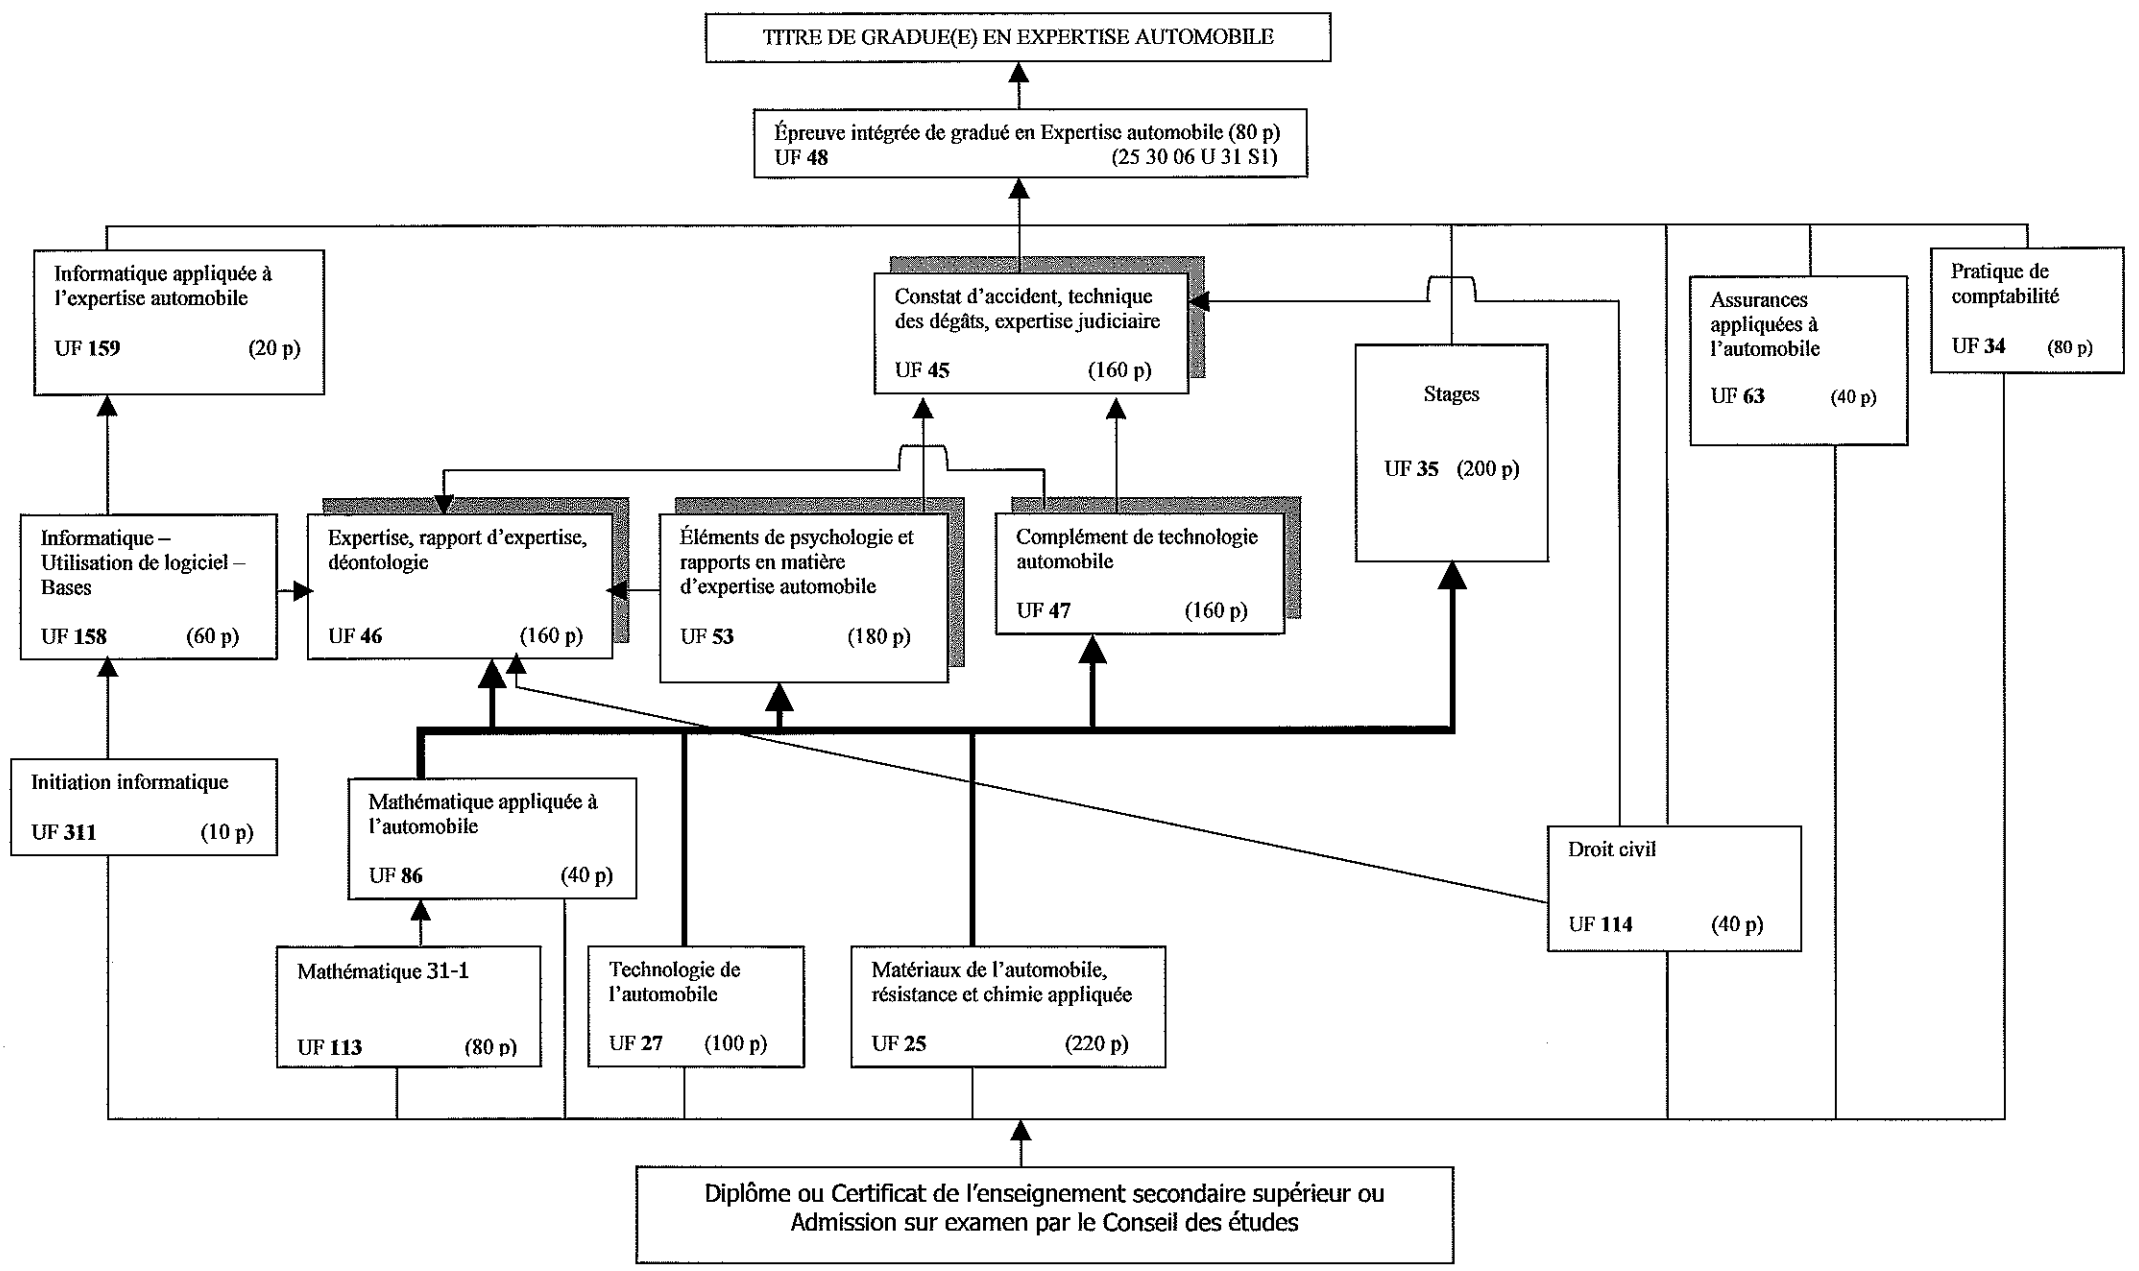 TITRE DE GRADUE(E) EN EXPERTISE AUTOMOBILE
Épreuve intégrée de gradué en Expertise automobile (80 p)
UF 48 (25 30 06 U 31 S1)
Informatique appliquée à
l'expertise automobile
UF 159 (20 p)
Constat d'accident, technique
des dégâts, expertise judiciaire
UF 45 (160 p)
Stages
UF 35 (200 p)
Assurances
appliquées à
l'automobile
UF 63 (40 p)
Pratique de
comptabilité
UF 34 (80 p)
Informatique –
Utilisation de logiciel –
Bases
UF 158 (60 p)
Expertise, rapport d'expertise,
déontologie
UF 46 (160 p)
Éléments de psychologie et
rapports en matière
d'expertise automobile
UF 53 (180 p)
Complément de technologie
automobile
UF 47 (160 p)
Initiation informatique
UF 311 (10 p)
Mathématique appliquée à
l'automobile
UF 86 (40 p)
Droit civil
UF 114 (40 p)
Mathématique 31-1
UF 113 (80 p)
Technologie de
l'automobile
UF 27 (100 p)
Matériaux de l'automobile,
résistance et chimie appliquée
UF 25 (220 p)
Diplôme ou Certificat de l'enseignement secondaire supérieur ou
Admission sur examen par le Conseil des études